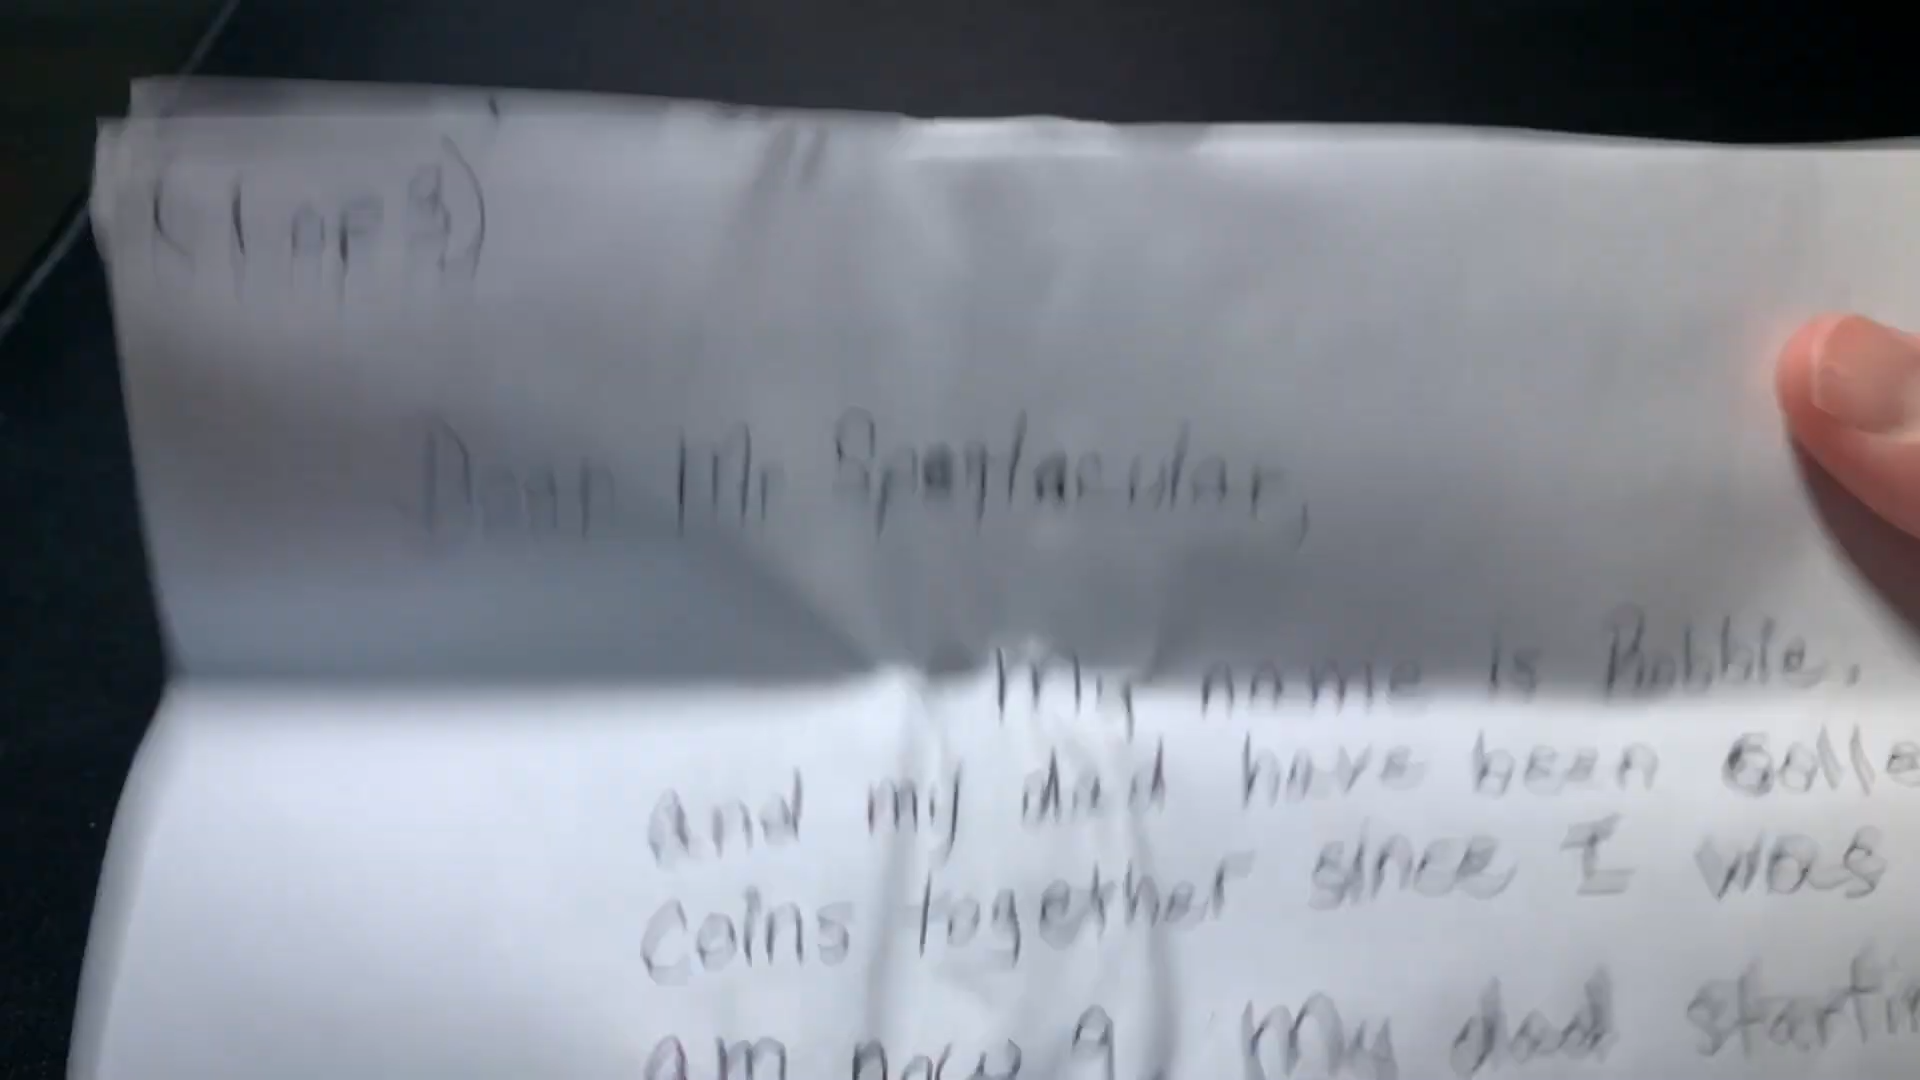 (1 of
Dear Mr Spectacular,
My name is Robbie.
And my dad have been Colle
Coins together since I was
am now 9. My dad startin